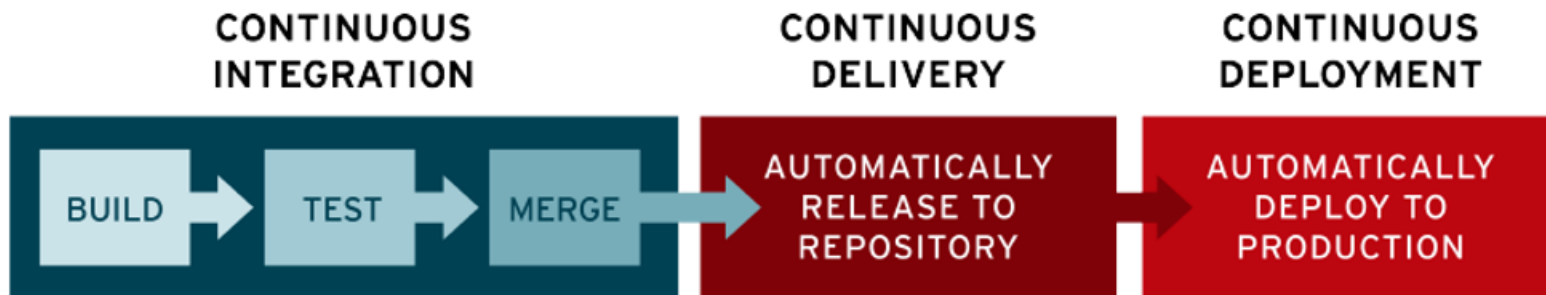 CONTINUOUS
INTEGRATION
CONTINUOUS
DELIVERY
CONTINUOUS
DEPLOYMENT
BUILD
TEST
MERGE
AUTOMATICALLY
RELEASE TO
REPOSITORY
AUTOMATICALLY
DEPLOY TO
PRODUCTION